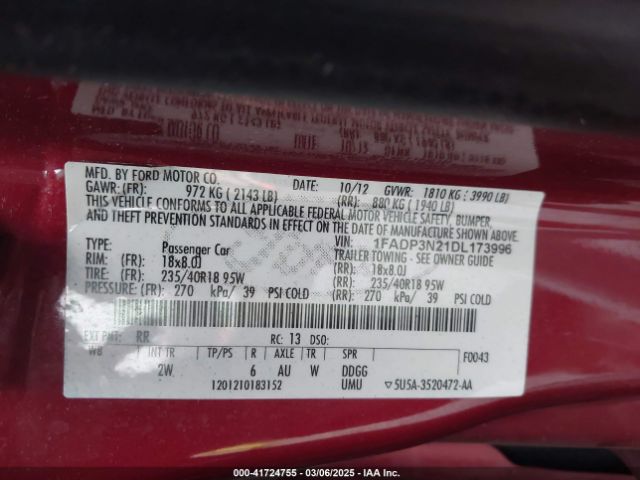 MFD. BY FORD MOTOR CO. 10/12 GVWR: 1810 KG : 3990 LB)
GAWR: (FR) 972 KG ( 2143 LB) (RR): 880 KG ( 1940 LB)
THIS VEHICLE CONFORMS TO ALL APPLICABLE FEDERAL MOTOR VEHICLE SAFETY, BUMPER,
AND THEFT PREVENTION STANDARDS IN EFFECT ON THE DATE OF MANUFACTURE SHOWN ABOVE.
VIN: 1FADP3N21DL173996
TYPE: Passenger Car TRAILER TOWING - SEE OWNER GUIDE
RIM: (FR): 18x8.0J (RR): 18x8.0J
TIRE: (FR): 235/40R18 95W (RR): 235/40R18 95W
PRESSURE: (FR): 270 kPa/ 39 PSI COLD (RR): 270 kPa/ 39 PSI COLD
EXT PNT: RR RC: 13 DSO:
WB INT TR TP/PS R AXLE TR SPR F0043
2W 6 AU W DDGG
1201210183152 UMU 5U5A-3520472-AA
000-41724755 - 03/06/2025 - IAA Inc.